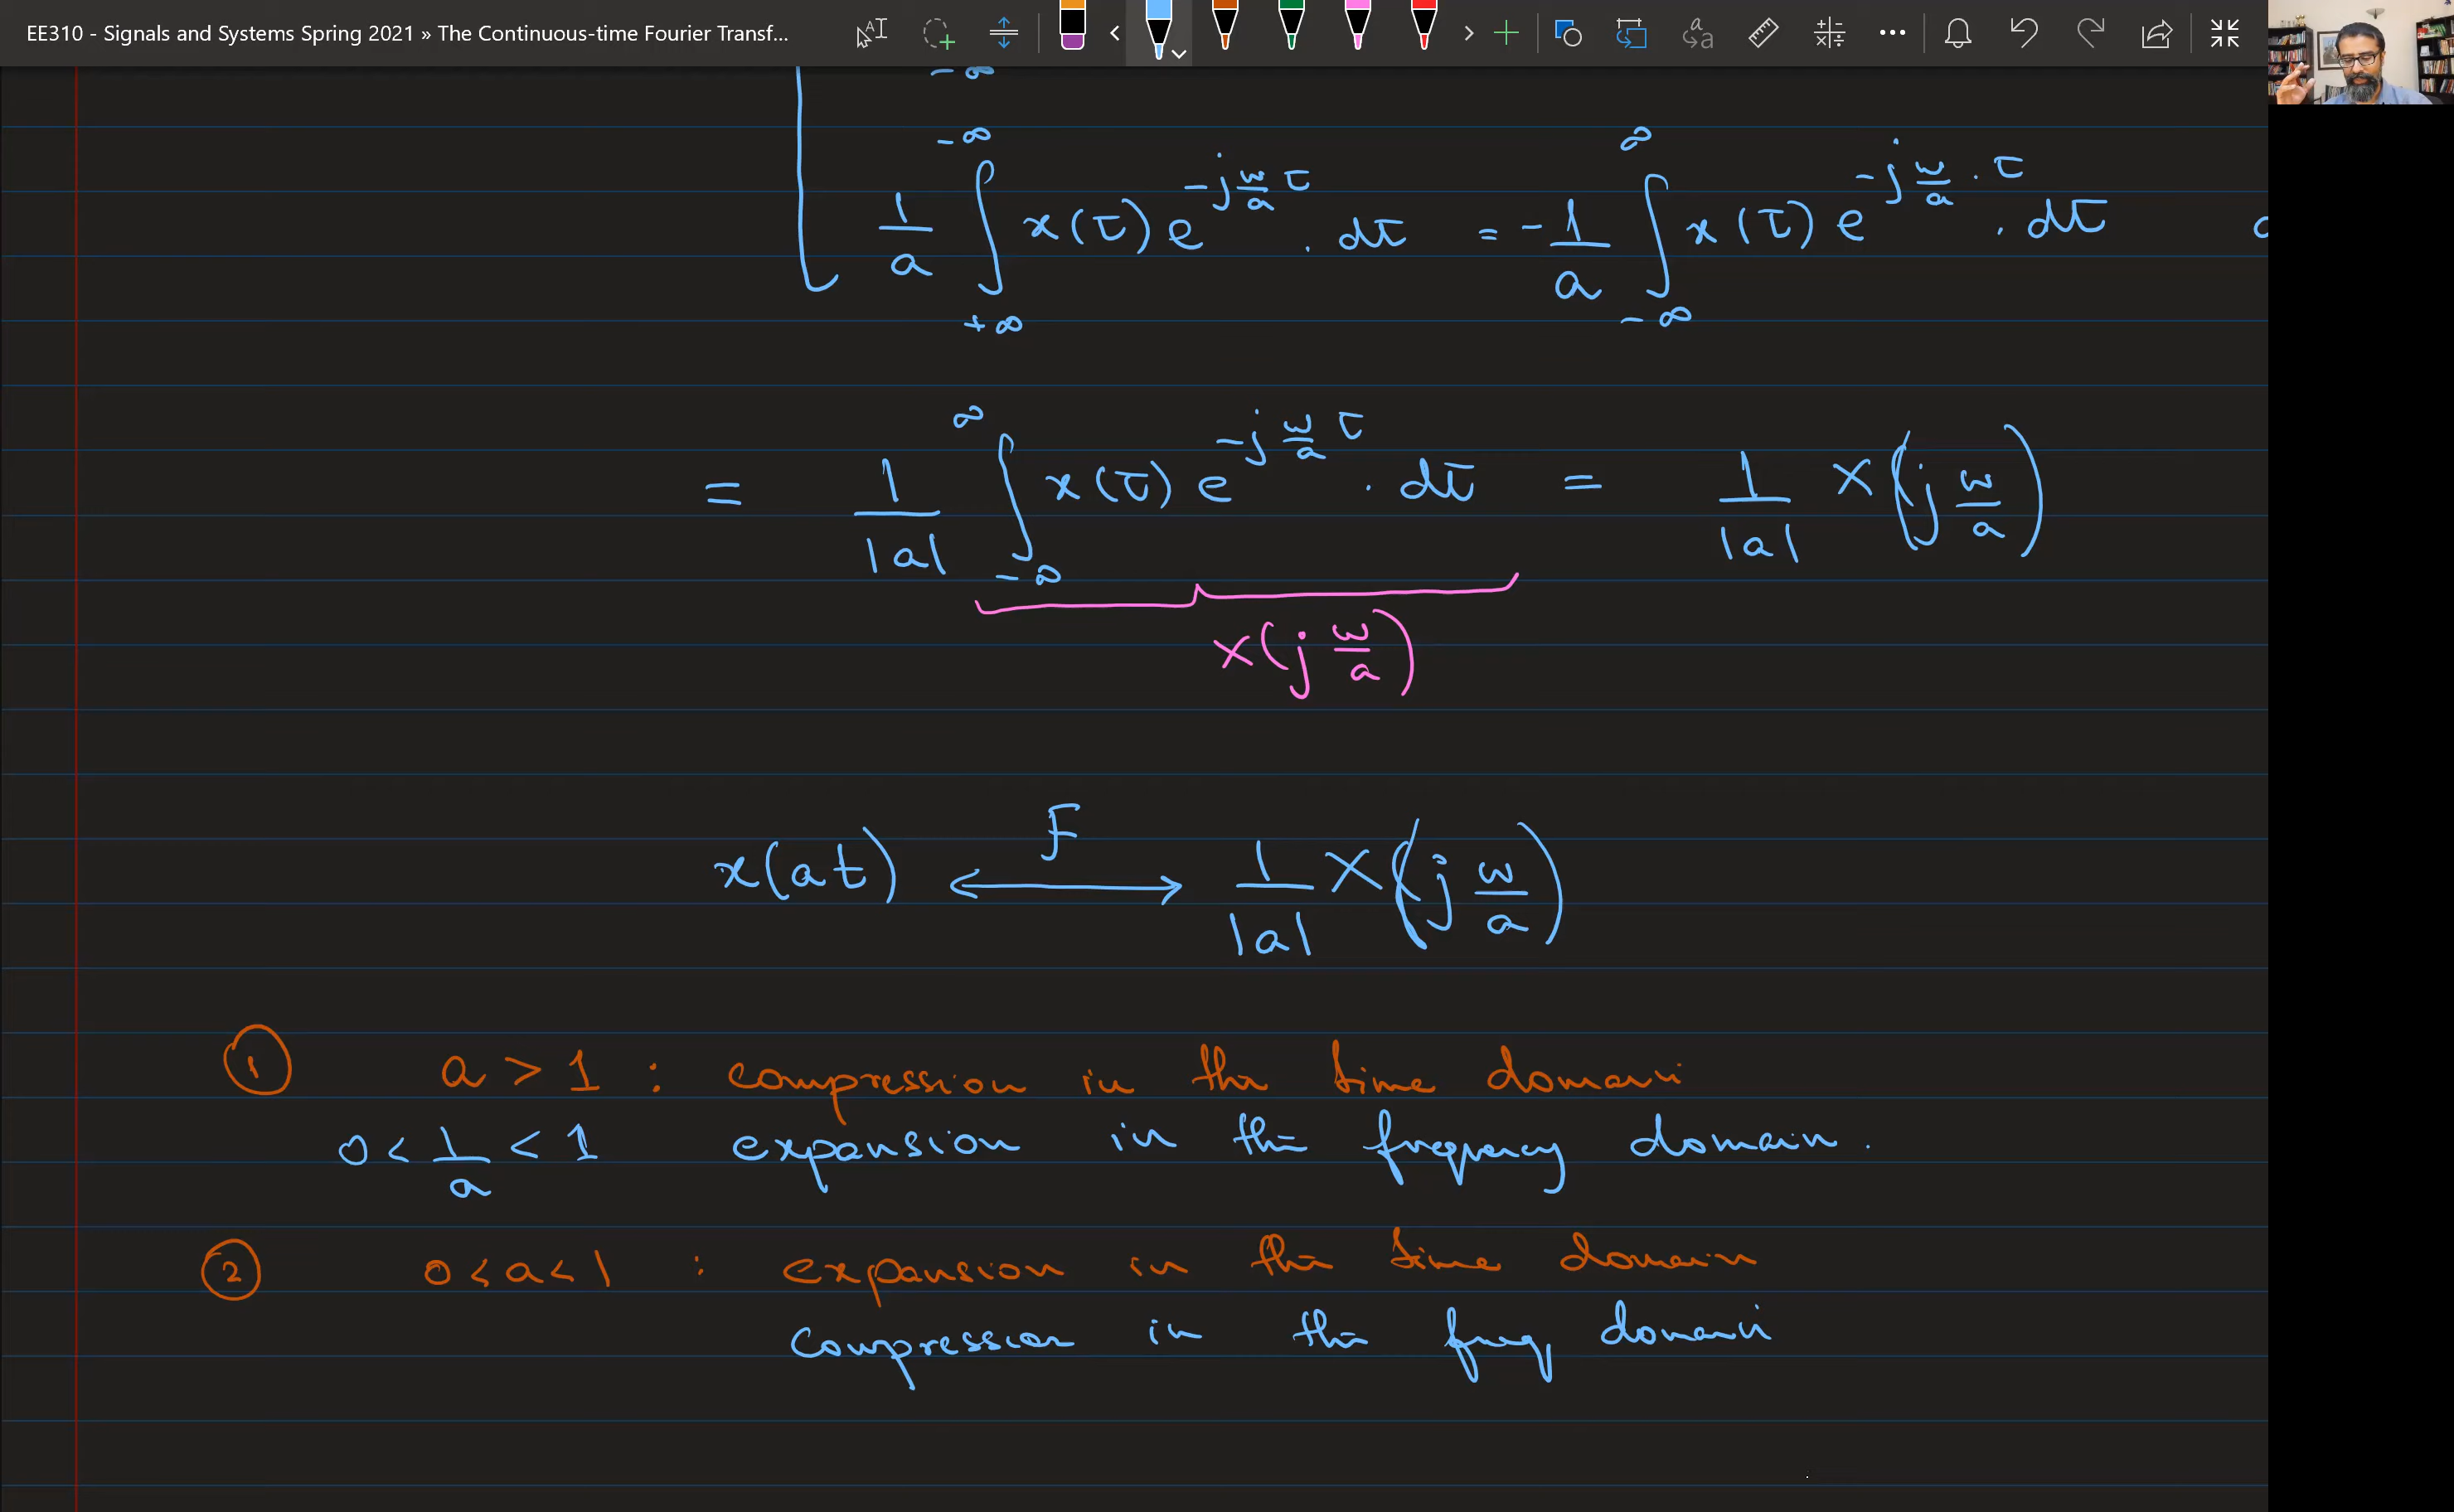 EE310 - Signals and Systems Spring 2021 » The Continuous-time Fourier Transf...
-∞
1/a ∫_{+∞}^{-∞} x(τ) e^{-j ω/a τ} . dτ = -1/a ∫_{-∞}^{∞} x(τ) e^{-j ω/a . τ} . dτ
= 1/|a| ∫_{-∞}^{∞} x(τ) e^{-j ω/a τ} . dτ = 1/|a| X(j ω/a)
X(j ω/a)
x(at) <--F--> 1/|a| X(j ω/a)
① a > 1 : compression in the time domain
0 < 1/a < 1 expansion in the frequency domain.
② 0 < a < 1 : expansion in the time domain
compression in the freq domain